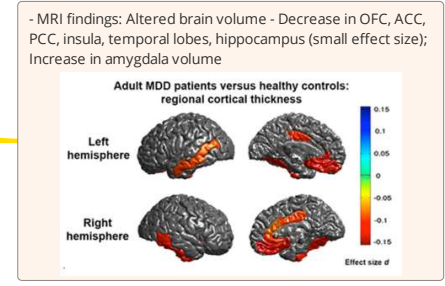 - MRI findings: Altered brain volume - Decrease in OFC, ACC,
PCC, insula, temporal lobes, hippocampus (small effect size);
Increase in amygdala volume
Adult MDD patients versus healthy controls:
regional cortical thickness
Left
hemisphere
Right
hemisphere
0.15
0.1
0.05
0
-0.05
-0.1
-0.15
Effect size d